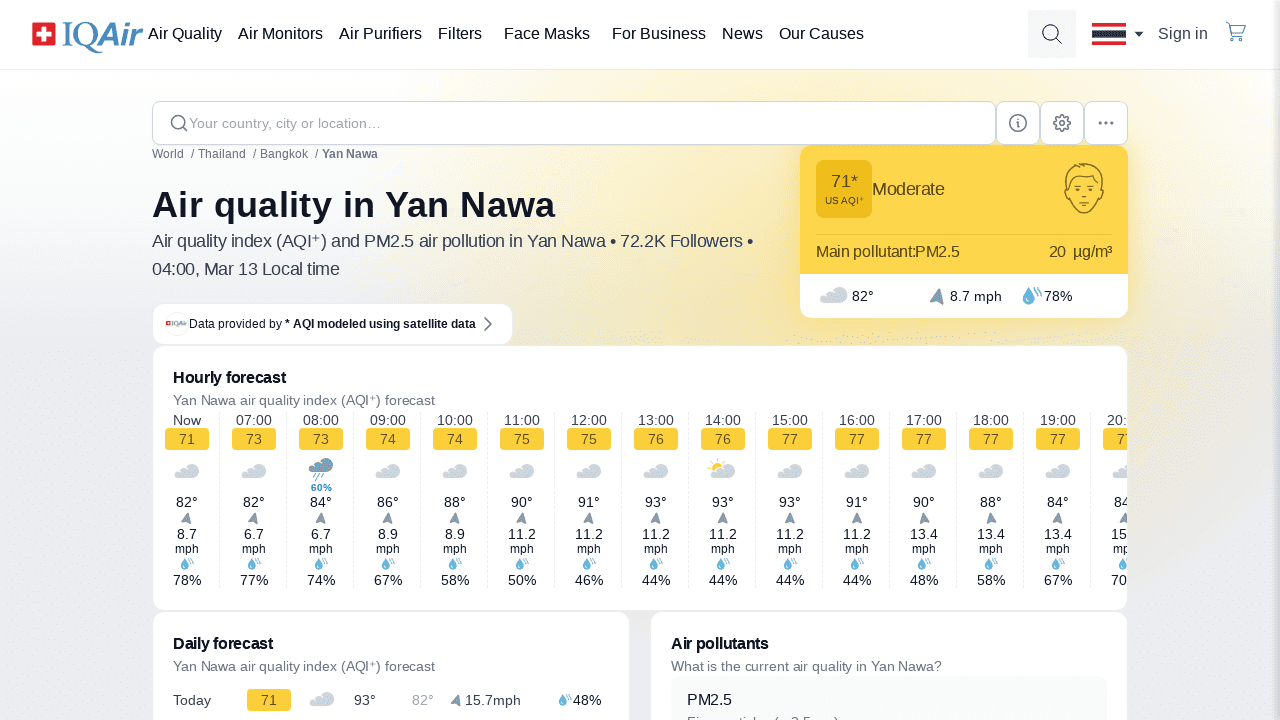 IQAir Air Quality Air Monitors Air Purifiers Filters Face Masks For Business News Our Causes Sign in
Your country, city or location...
World / Thailand / Bangkok / Yan Nawa
Air quality in Yan Nawa
Air quality index (AQI⁺) and PM2.5 air pollution in Yan Nawa • 72.2K Followers •
04:00, Mar 13 Local time
71*
US AQI⁺
Moderate
Main pollutant:PM2.5 20 µg/m³
82° 8.7 mph 78%
IQAir Data provided by * AQI modeled using satellite data
Hourly forecast
Yan Nawa air quality index (AQI⁺) forecast
Now 07:00 08:00 09:00 10:00 11:00 12:00 13:00 14:00 15:00 16:00 17:00 18:00 19:00
71 73 73 74 74 75 75 76 76 77 77 77 77 77
60%
82° 82° 84° 86° 88° 90° 91° 93° 93° 93° 91° 90° 88° 84°
8.7 6.7 6.7 8.9 8.9 11.2 11.2 11.2 11.2 11.2 11.2 13.4 13.4 13.4
mph mph mph mph mph mph mph mph mph mph mph mph mph mph
78% 77% 74% 67% 58% 50% 46% 44% 44% 44% 44% 48% 58% 67%
Daily forecast
Yan Nawa air quality index (AQI⁺) forecast
Today 71 93° 82° 15.7mph 48%
Air pollutants
What is the current air quality in Yan Nawa?
PM2.5